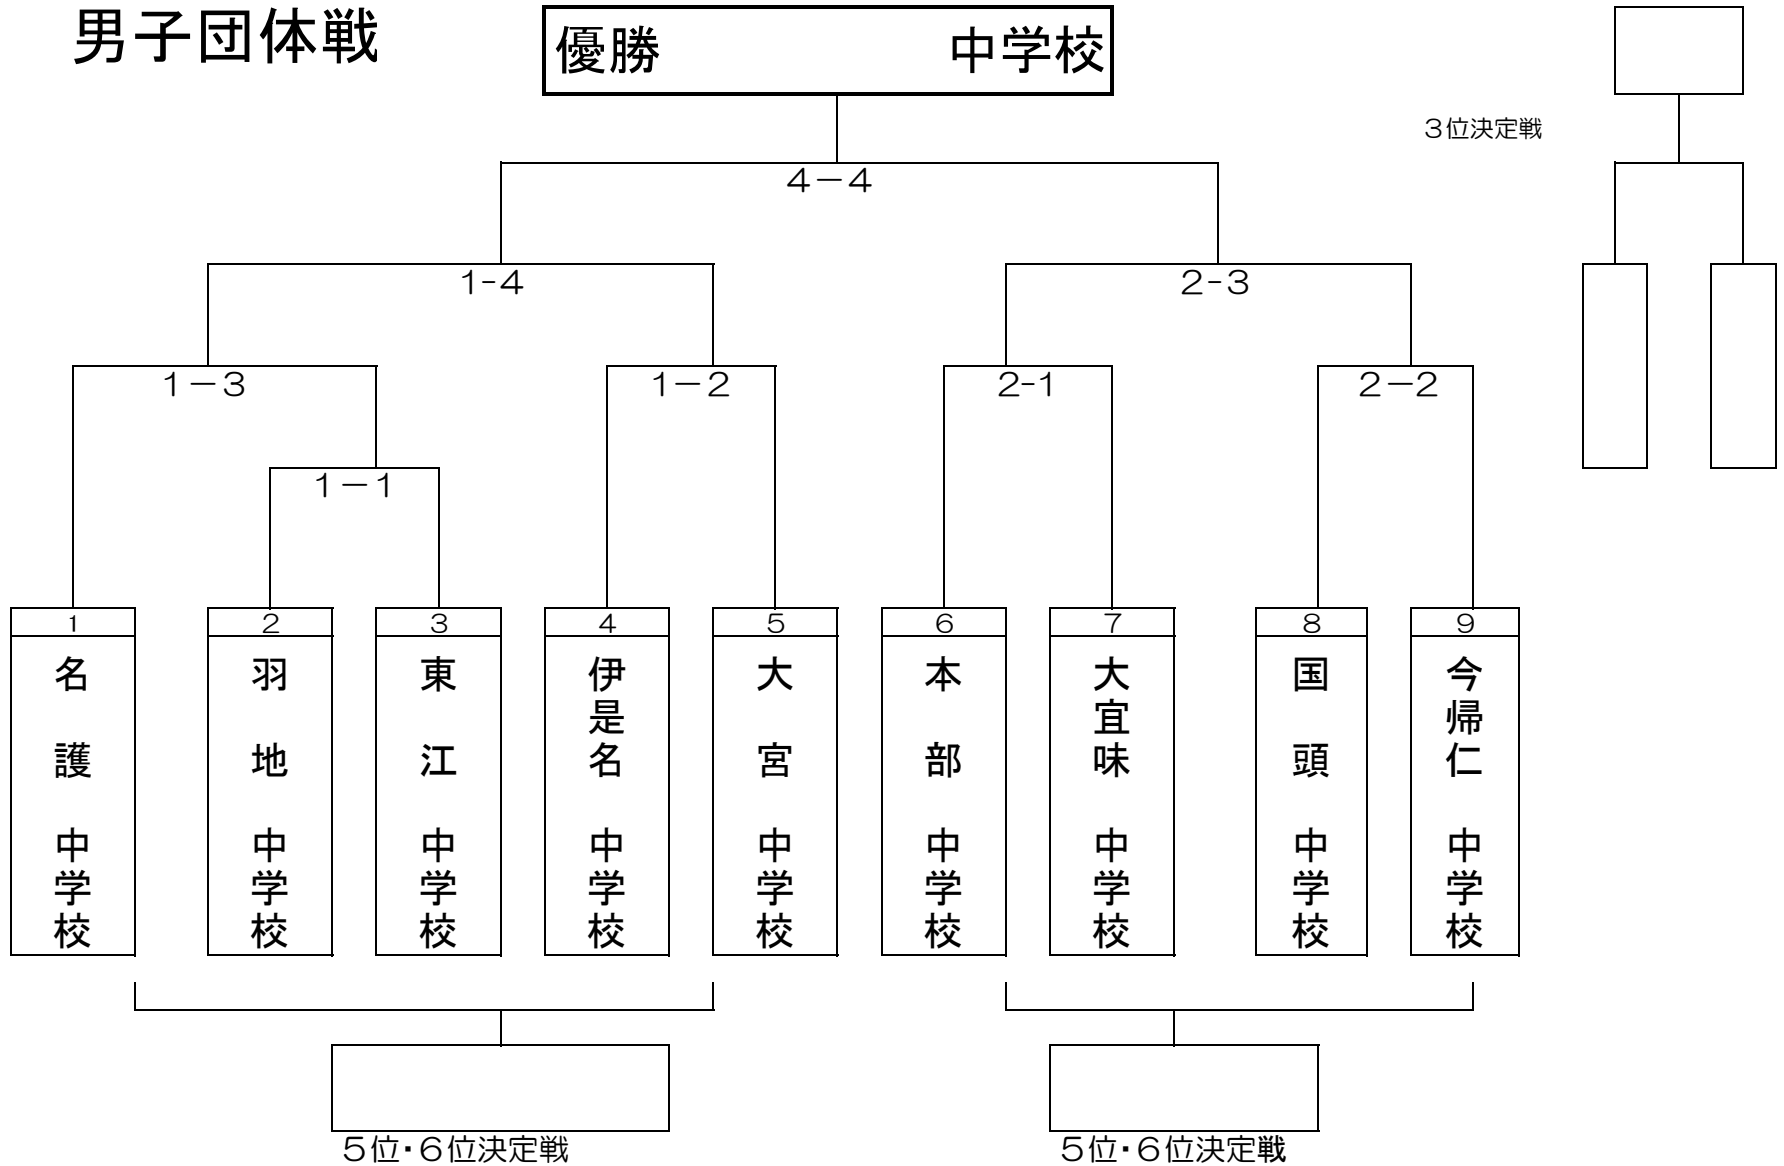 男子団体戦
優勝 中学校
３位決定戦
４－４
1-4
2-3
１－３
１－２
2-1
２－２
１－１
1
2
3
4
5
6
7
8
9
名護中学校
羽地中学校
東江中学校
伊是名中学校
大宮中学校
本部中学校
大宜味中学校
国頭中学校
今帰仁中学校
５位・６位決定戦
５位・６位決定戦